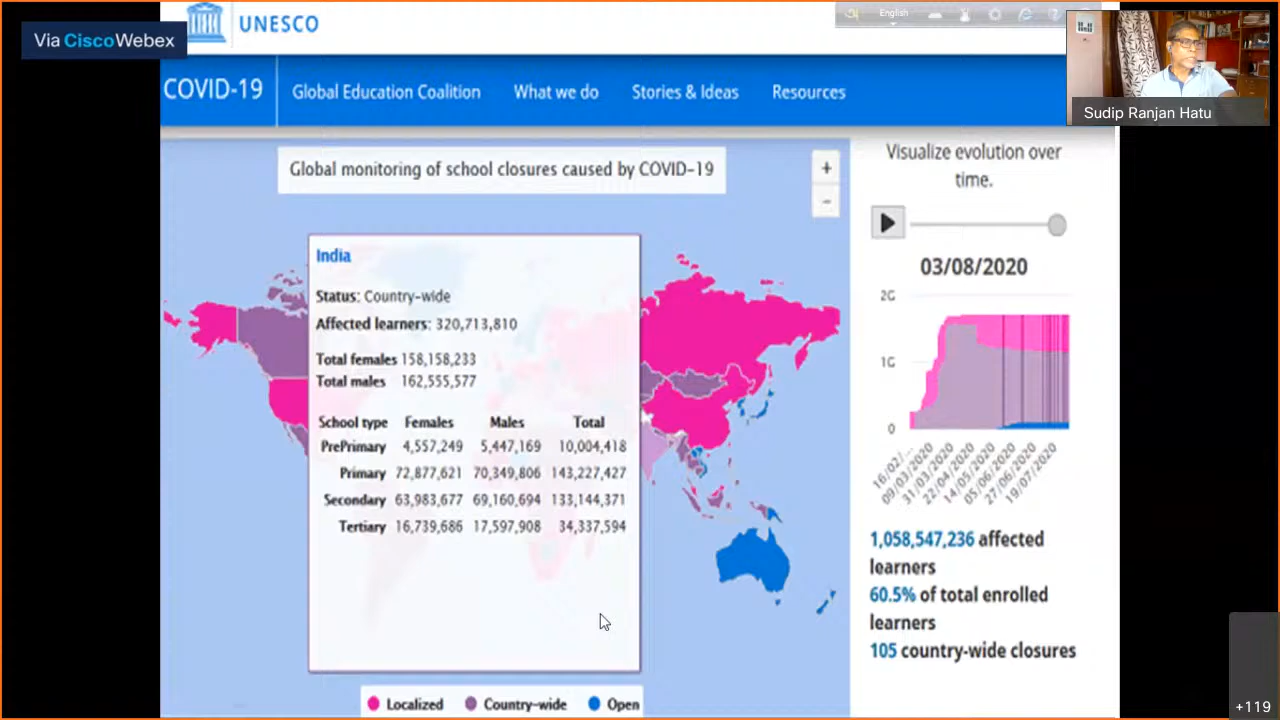 Via CiscoWebex
UNESCO
English
COVID-19
Global Education Coalition
What we do
Stories & Ideas
Resources
Sudip Ranjan Hatu
Global monitoring of school closures caused by COVID-19
+
-
India
Status: Country-wide
Affected learners: 320,713,810
Total females 158,158,233
Total males 162,555,577
School type Females Males Total
PrePrimary 4,557,249 5,447,169 10,004,418
Primary 72,877,621 70,349,806 143,227,427
Secondary 63,983,677 69,160,694 133,144,371
Tertiary 16,739,686 17,597,908 34,337,594
Localized Country-wide Open
Visualize evolution over
time.
03/08/2020
2G
1G
0
16/02/...
09/03/2020
31/03/2020
22/04/2020
14/05/2020
05/06/2020
27/06/2020
19/07/2020
1,058,547,236 affected
learners
60.5% of total enrolled
learners
105 country-wide closures
+119